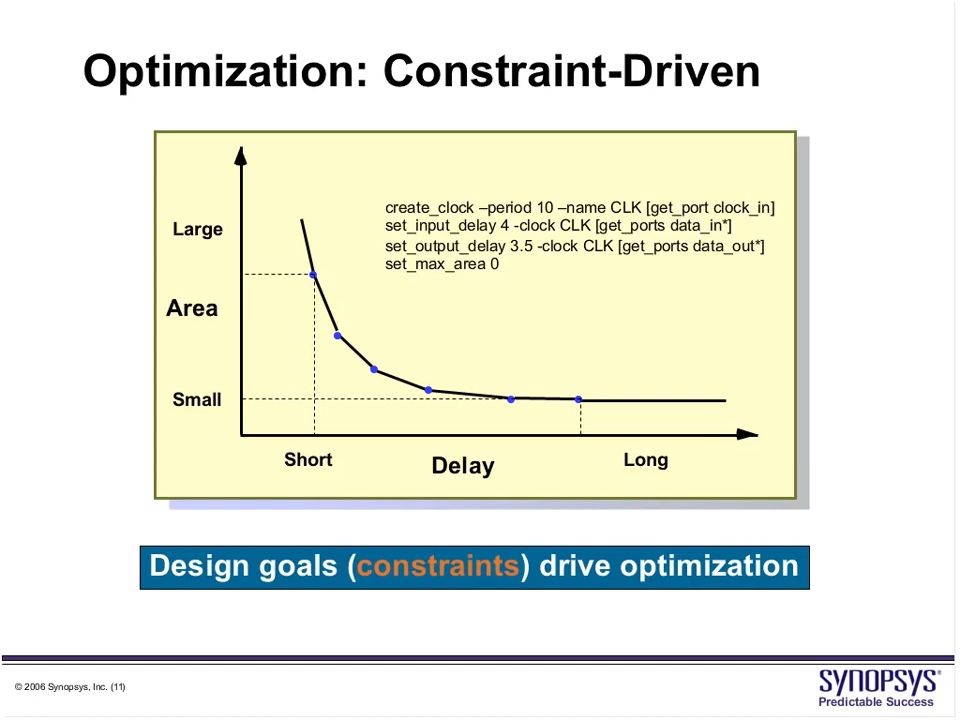 Optimization: Constraint-Driven
create_clock –period 10 –name CLK [get_port clock_in]
set_input_delay 4 -clock CLK [get_ports data_in*]
set_output_delay 3.5 -clock CLK [get_ports data_out*]
set_max_area 0
Large
Area
Small
Short
Delay
Long
Design goals (constraints) drive optimization
© 2006 Synopsys, Inc. (11)
SYNOPSYS®
Predictable Success